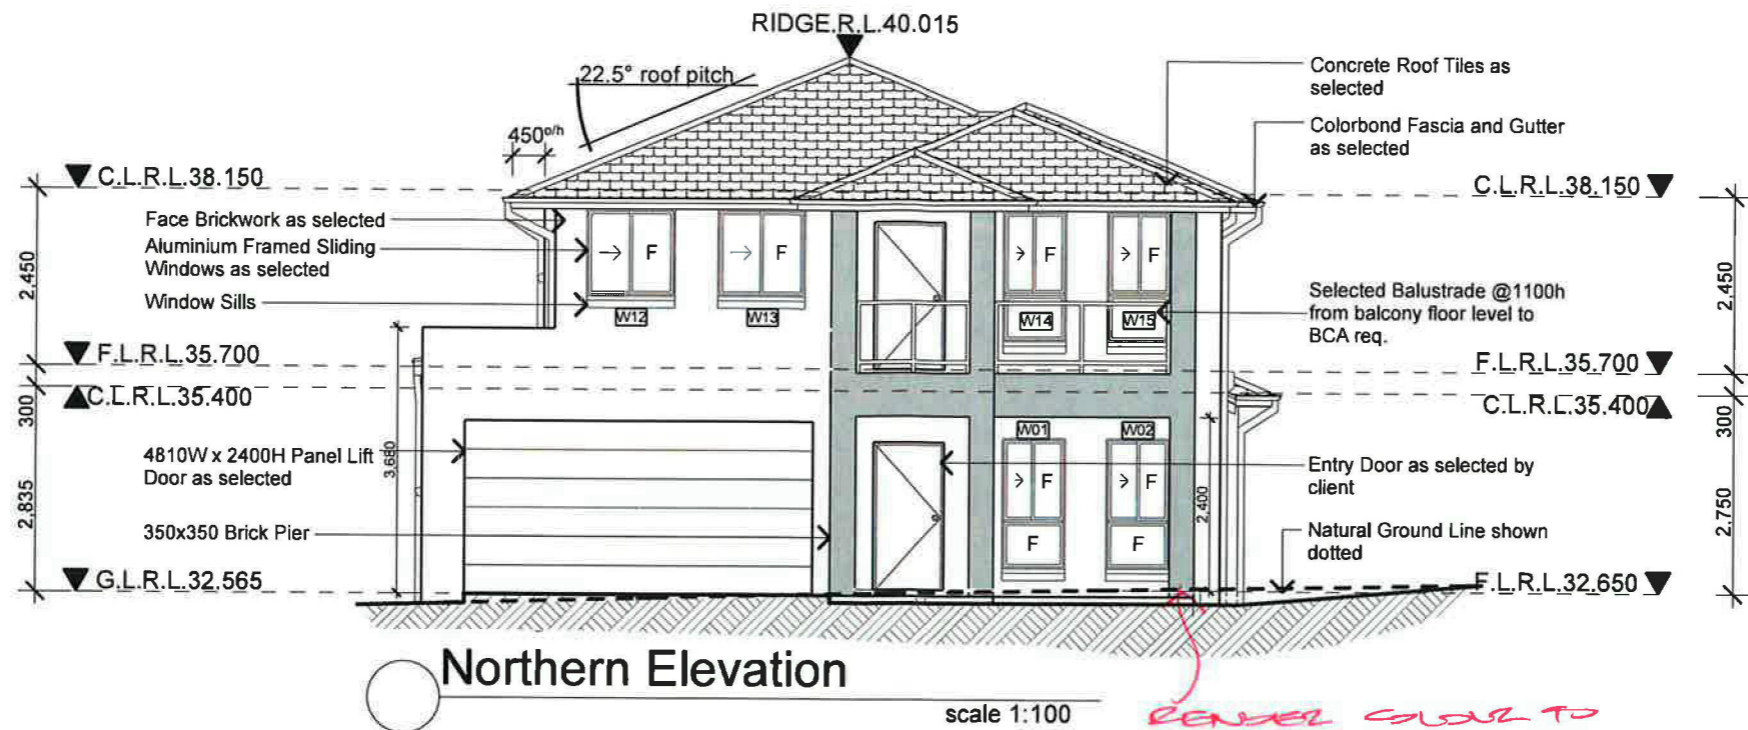 RIDGE.R.L.40.015
22.5° roof pitch
450o/h
Concrete Roof Tiles as
selected
Colorbond Fascia and Gutter
as selected
C.L.R.L.38.150
C.L.R.L.38.150
Face Brickwork as selected
Aluminium Framed Sliding
Windows as selected
Window Sills
F
F
F
F
W12
W13
W14
W15
2,450
2,450
Selected Balustrade @1100h
from balcony floor level to
BCA req.
F.L.R.L.35.700
F.L.R.L.35.700
C.L.R.L.35.400
C.L.R.L.35.400
300
300
W01
W02
4810W x 2400H Panel Lift
Door as selected
3,680
F
F
F
F
2,400
Entry Door as selected by
client
2,835
2,750
350x350 Brick Pier
Natural Ground Line shown
dotted
G.L.R.L.32.565
F.L.R.L.32.650
Northern Elevation
scale 1:100
RENDER COLOUR TO